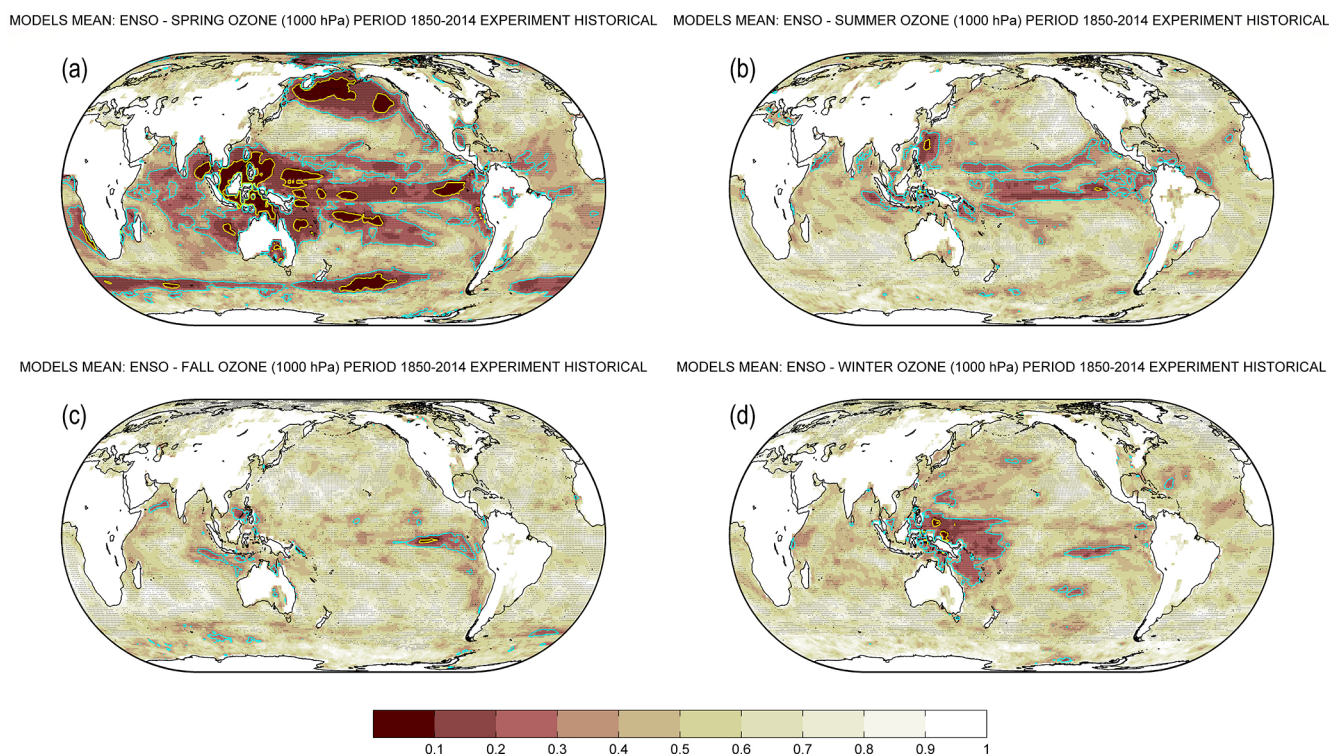 MODELS MEAN: ENSO - SPRING OZONE (1000 hPa) PERIOD 1850-2014 EXPERIMENT HISTORICAL
MODELS MEAN: ENSO - SUMMER OZONE (1000 hPa) PERIOD 1850-2014 EXPERIMENT HISTORICAL
(a)
(b)
MODELS MEAN: ENSO - FALL OZONE (1000 hPa) PERIOD 1850-2014 EXPERIMENT HISTORICAL
MODELS MEAN: ENSO - WINTER OZONE (1000 hPa) PERIOD 1850-2014 EXPERIMENT HISTORICAL
(c)
(d)
0.1 0.2 0.3 0.4 0.5 0.6 0.7 0.8 0.9 1